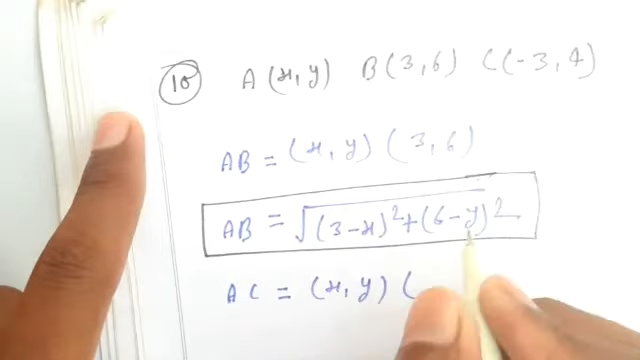 10 A (x, y) B (3, 6) C (-3, 4)
AB = (x, y) (3, 6)
AB = √(3-x)²+(6-y)²
AC = (x, y) (